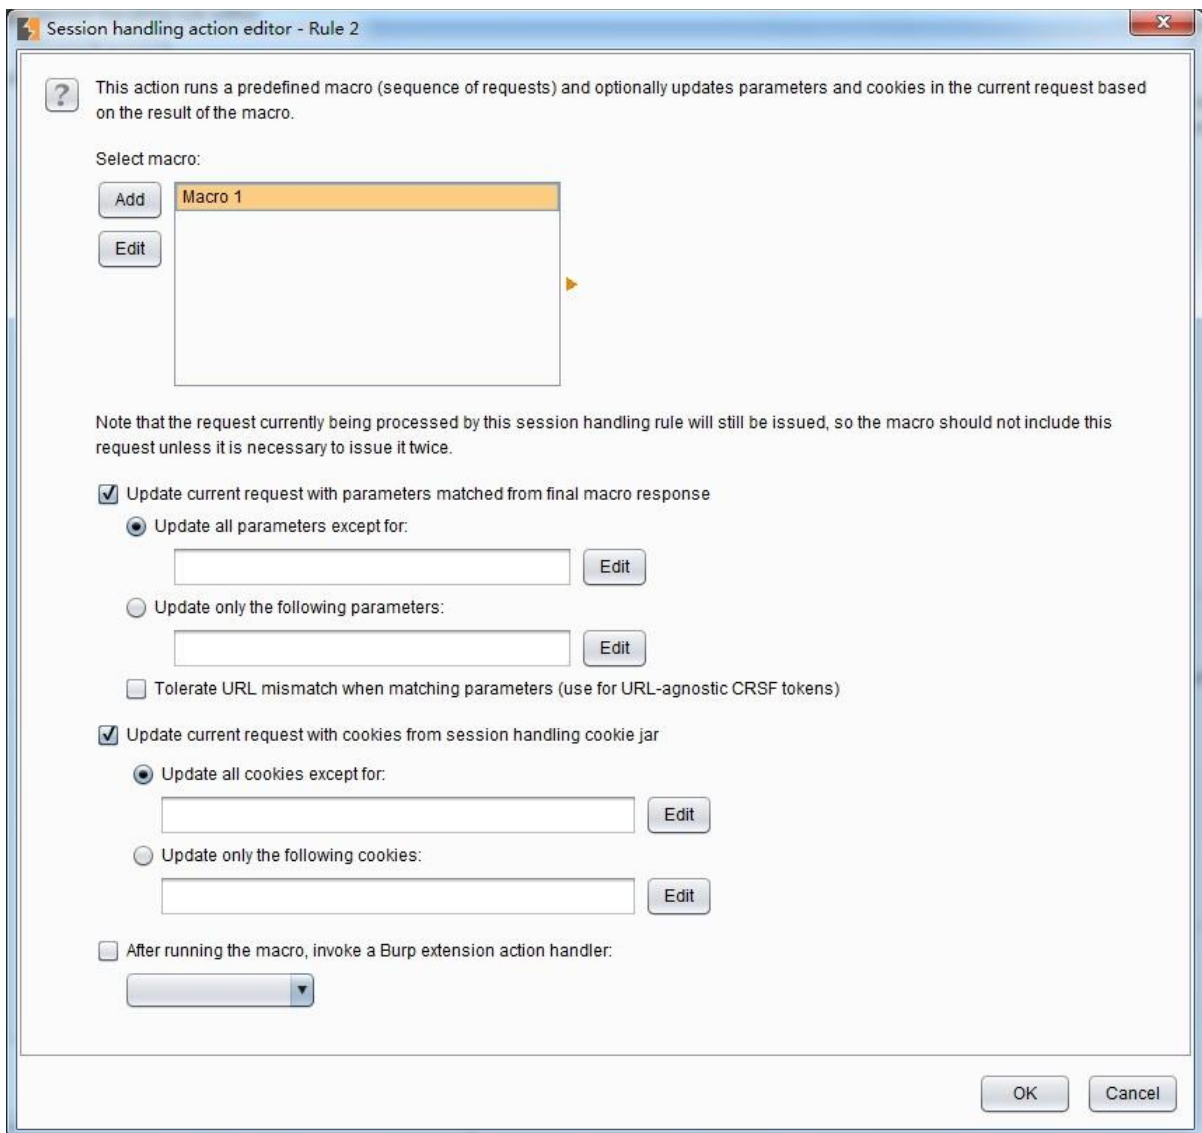 Session handling action editor - Rule 2
This action runs a predefined macro (sequence of requests) and optionally updates parameters and cookies in the current request based
on the result of the macro.
Select macro:
Add
Macro 1
Edit
Note that the request currently being processed by this session handling rule will still be issued, so the macro should not include this
request unless it is necessary to issue it twice.
Update current request with parameters matched from final macro response
Update all parameters except for:
Edit
Update only the following parameters:
Edit
Tolerate URL mismatch when matching parameters (use for URL-agnostic CRSF tokens)
Update current request with cookies from session handling cookie jar
Update all cookies except for:
Edit
Update only the following cookies:
Edit
After running the macro, invoke a Burp extension action handler:
OK
Cancel